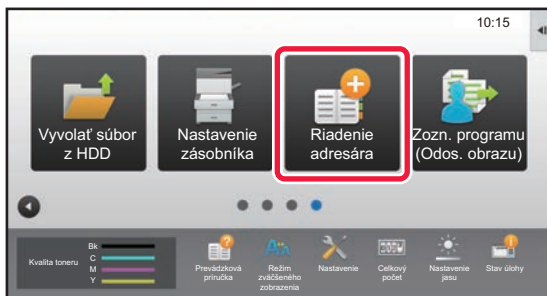 10:15
Vyvolať súbor
z HDD
Nastavenie
zásobníka
Riadenie
adresára
Zozn. programu
(Odos. obrazu)
Kvalita toneru
Bk
C
M
Y
Prevádzková
príručka
Režim
zväčšeného
zobrazenia
Nastavenie
Celkový
počet
Nastavenie
jasu
Stav úlohy